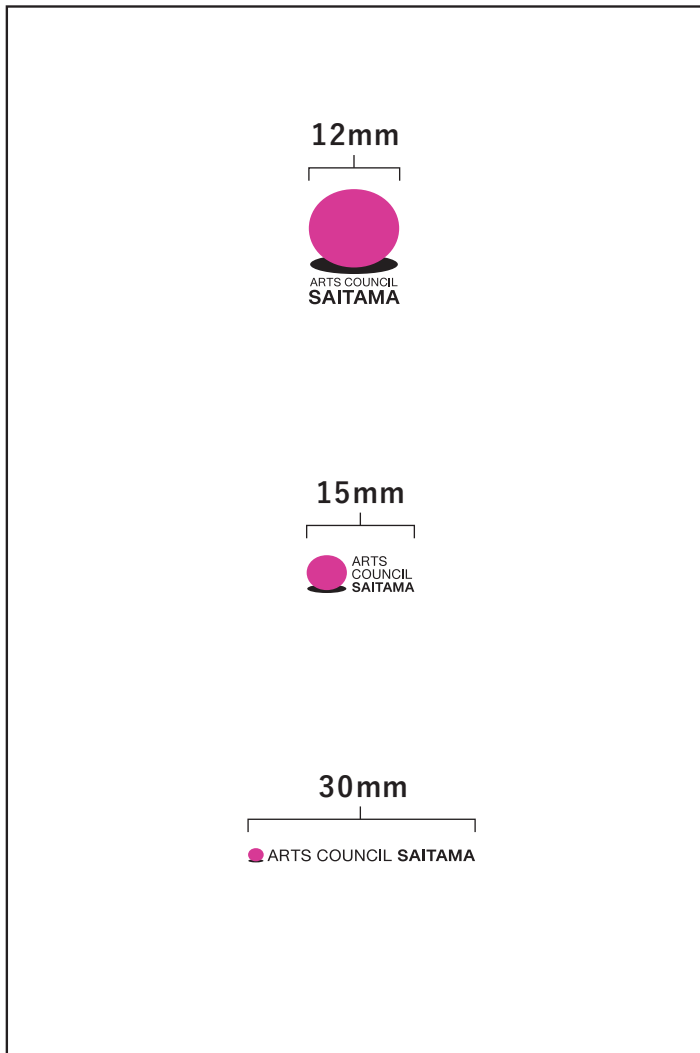 12mm
ARTS COUNCIL
SAITAMA
15mm
ARTS
COUNCIL
SAITAMA
30mm
ARTS COUNCIL SAITAMA